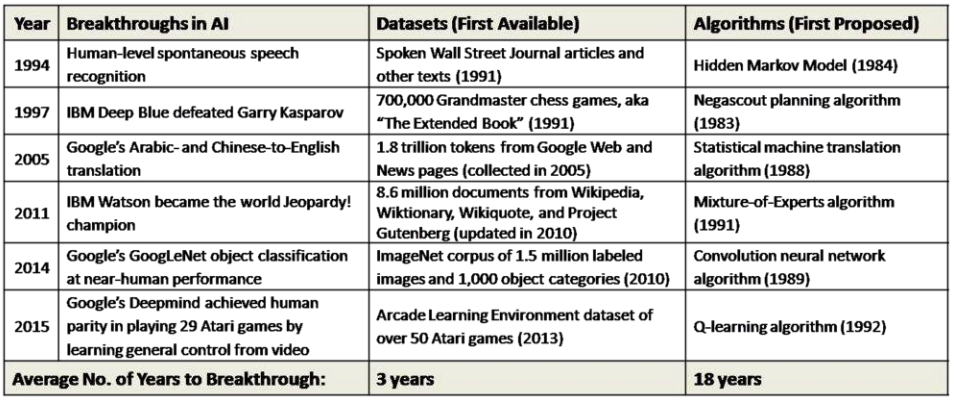 Year Breakthroughs in AI Datasets (First Available) Algorithms (First Proposed)
1994
Human-level spontaneous speech
recognition
Spoken Wall Street Journal articles and
other texts (1991)
Hidden Markov Model (1984)
1997
IBM Deep Blue defeated Garry Kasparov
700,000 Grandmaster chess games, aka
“The Extended Book” (1991)
Negascout planning algorithm
(1983)
2005
Google’s Arabic- and Chinese-to-English
translation
1.8 trillion tokens from Google Web and
News pages (collected in 2005)
Statistical machine translation
algorithm (1988)
2011
IBM Watson became the world Jeopardy!
champion
8.6 million documents from Wikipedia,
Wiktionary, Wikiquote, and Project
Gutenberg (updated in 2010)
Mixture-of-Experts algorithm
(1991)
2014
Google’s GoogLeNet object classification
at near-human performance
ImageNet corpus of 1.5 million labeled
images and 1,000 object categories (2010)
Convolution neural network
algorithm (1989)
2015
Google’s Deepmind achieved human
parity in playing 29 Atari games by
learning general control from video
Arcade Learning Environment dataset of
over 50 Atari games (2013)
Q-learning algorithm (1992)
Average No. of Years to Breakthrough: 3 years 18 years